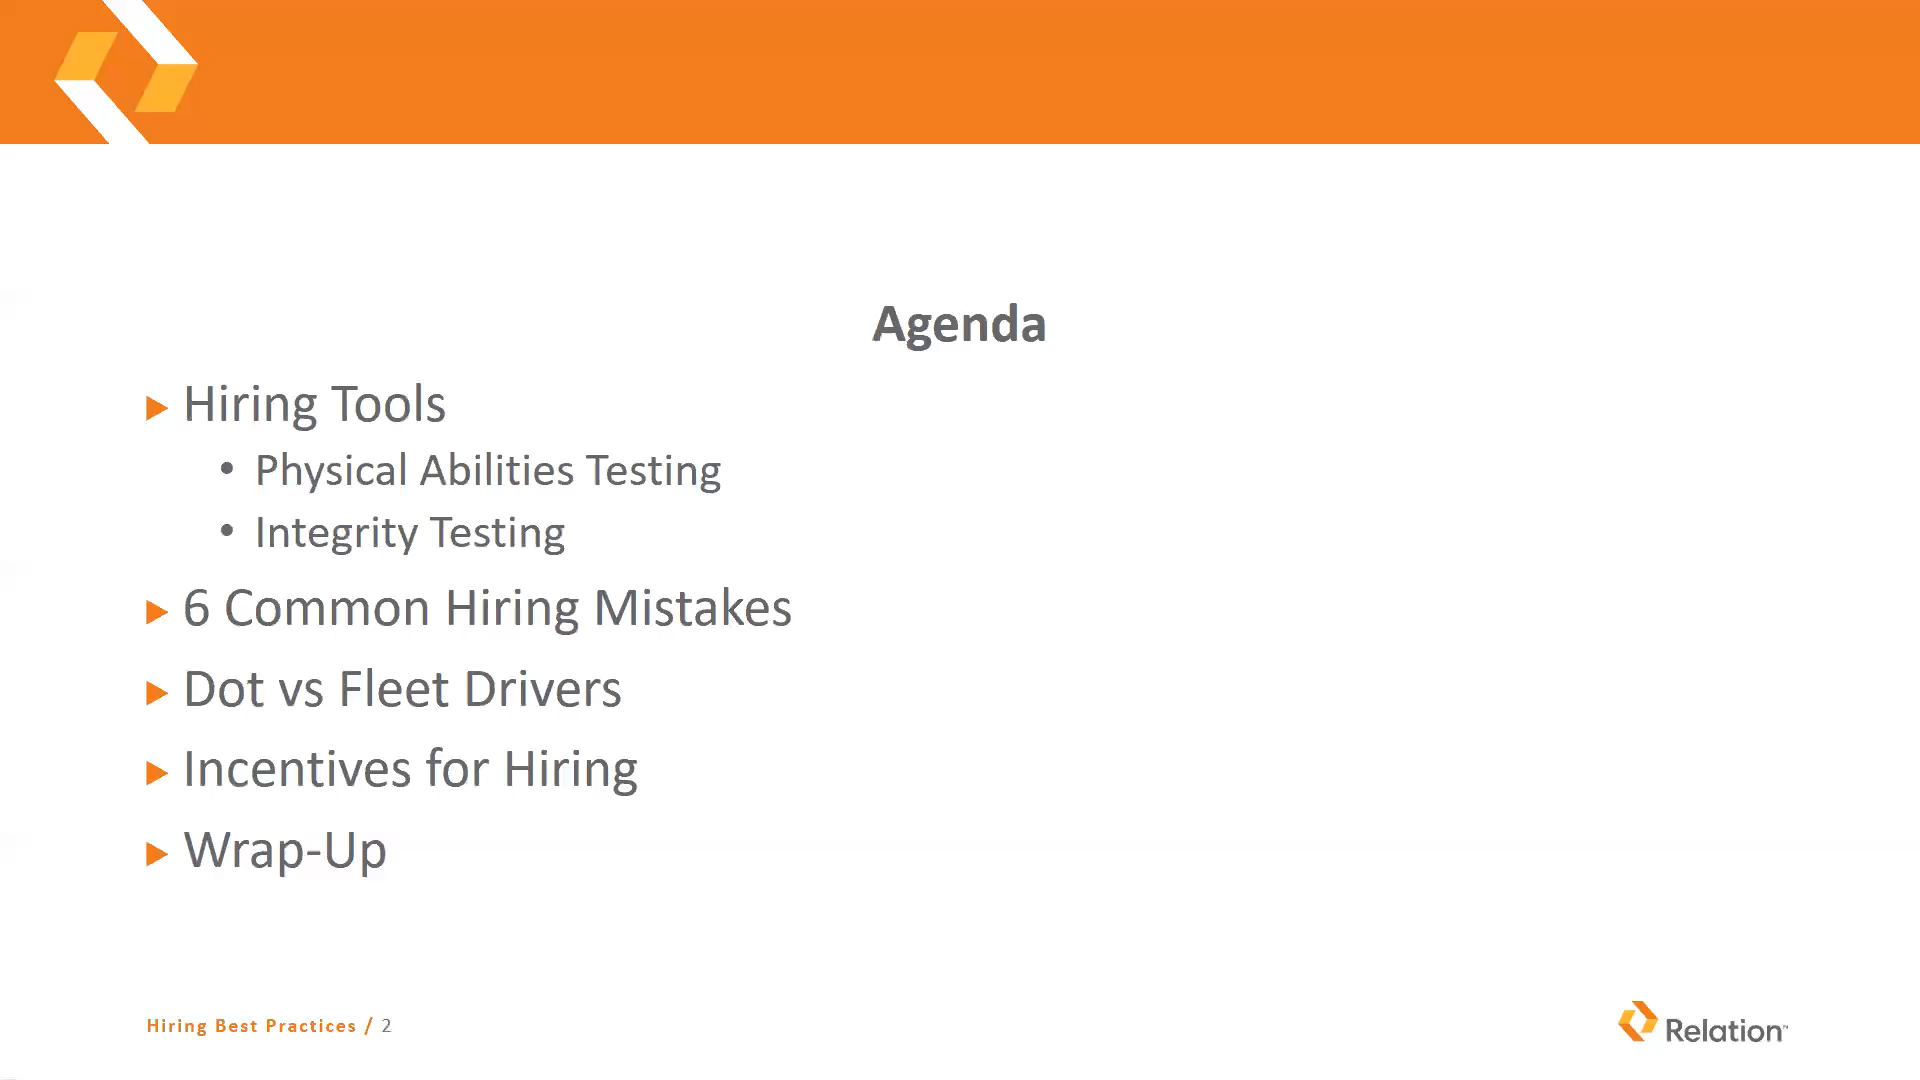 Agenda
Hiring Tools
• Physical Abilities Testing
• Integrity Testing
6 Common Hiring Mistakes
Dot vs Fleet Drivers
Incentives for Hiring
Wrap-Up
Hiring Best Practices / 2
Relation™